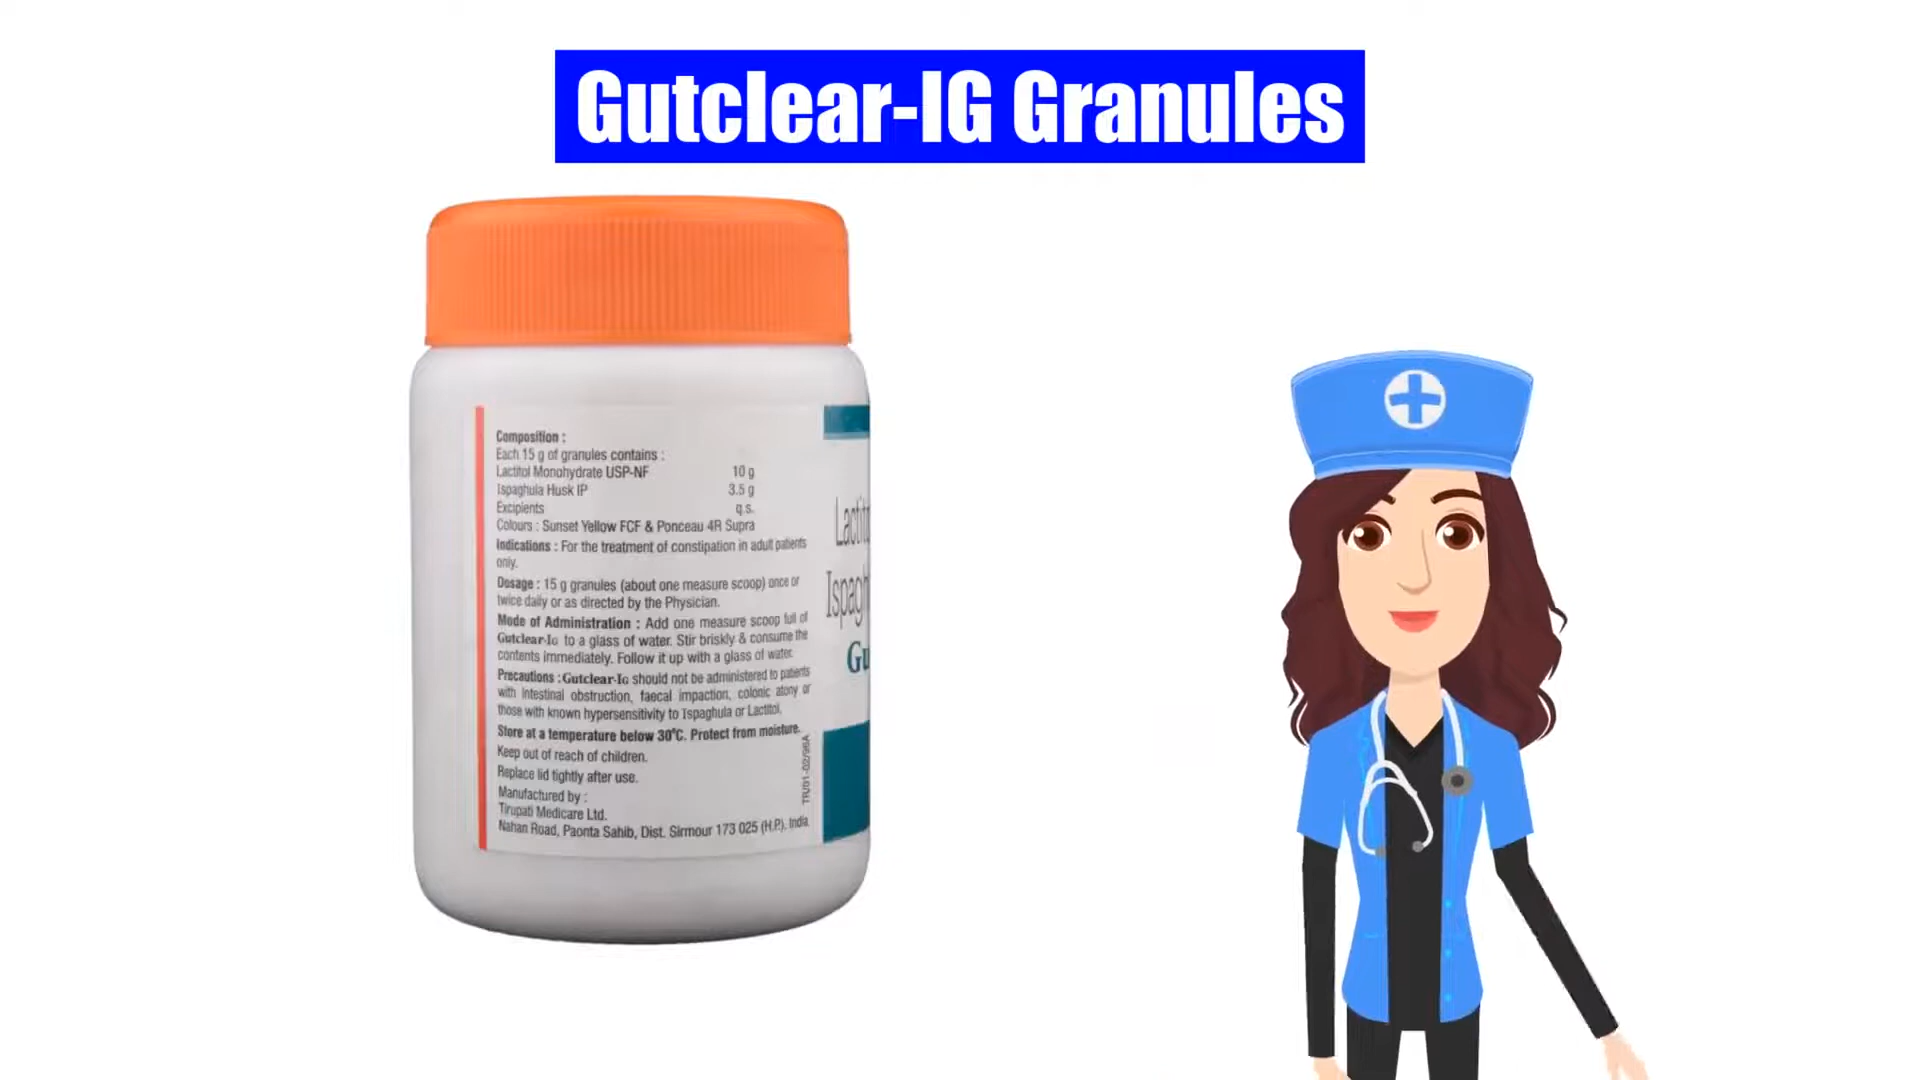 Gutclear-IG Granules
Composition :
Each 15 g of granules contains :
Lactitol Monohydrate USP-NF 10 g
Ispaghula Husk IP 3.5 g
Excipients q.s.
Colours : Sunset Yellow FCF & Ponceau 4R Supra
Indications : For the treatment of constipation in adult patients
only.
Dosage : 15 g granules (about one measure scoop) once or
twice daily or as directed by the Physician.
Mode of Administration : Add one measure scoop full of
Gutclear-IG to a glass of water. Stir briskly & consume the
contents immediately. Follow it up with a glass of water.
Precautions : Gutclear-IG should not be administered to patients
with intestinal obstruction, faecal impaction, colonic atony or
those with known hypersensitivity to Ispaghula or Lactitol.
Store at a temperature below 30°C. Protect from moisture.
Keep out of reach of children.
Replace lid tightly after use.
Manufactured by :
Tirupati Medicare Ltd.
Nahan Road, Paonta Sahib, Dist. Sirmour 173 025 (H.P.), India.
Lactit
Ispagh
Gu